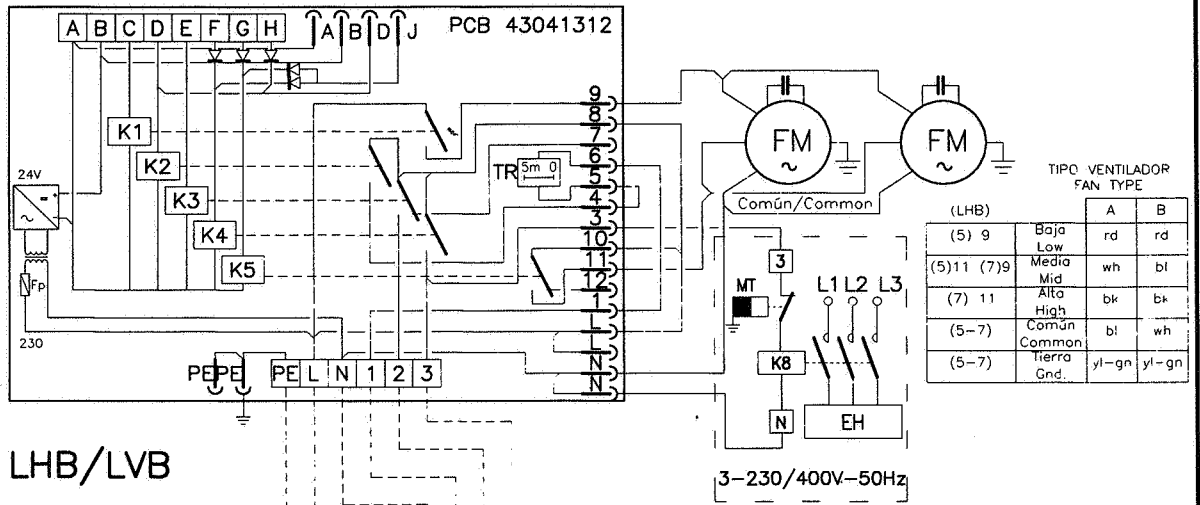 A B C D E F G H
A B D J
PCB 43041312
K1
K2
K3
K4
K5
24V
~
Fp
230
PE PE
PE L N 1 2 3
9
8
7
6
5
4
3
10
11
12
1
L
L
N
N
TR
5m 0
FM
~
FM
~
Común/Common
3
MT
L1 L2 L3
K8
N
EH
3-230/400V-50Hz
TIPO VENTILADOR
FAN TYPE
(LHB) A B
(5) 9 Baja Low rd rd
(5)11 (7)9 Media Mid wh bl
(7) 11 Alta High bk bk
(5-7) Común Common bl wh
(5-7) Tierra Gnd. yl-gn yl-gn
LHB/LVB